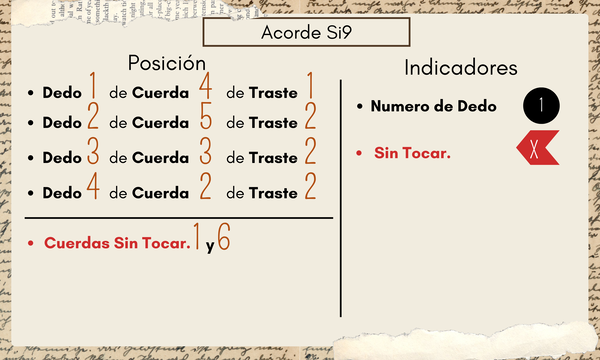 Acorde Si9
Posición
Dedo 1 de Cuerda 4 de Traste 1
Dedo 2 de Cuerda 5 de Traste 2
Dedo 3 de Cuerda 3 de Traste 2
Dedo 4 de Cuerda 2 de Traste 2
Cuerdas Sin Tocar. 1 y 6
Indicadores
Numero de Dedo 1
Sin Tocar. X